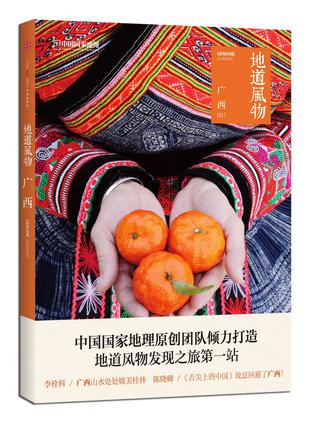 中国国家地理
GENUINE
地道風物
广西
001
地道風物
广西
中国国家地理原创团队倾力打造
地道风物发现之旅第一站
李栓科／广西山水处处媲美桂林 陈晓卿／《舌尖上的中国》故意回避了广西！